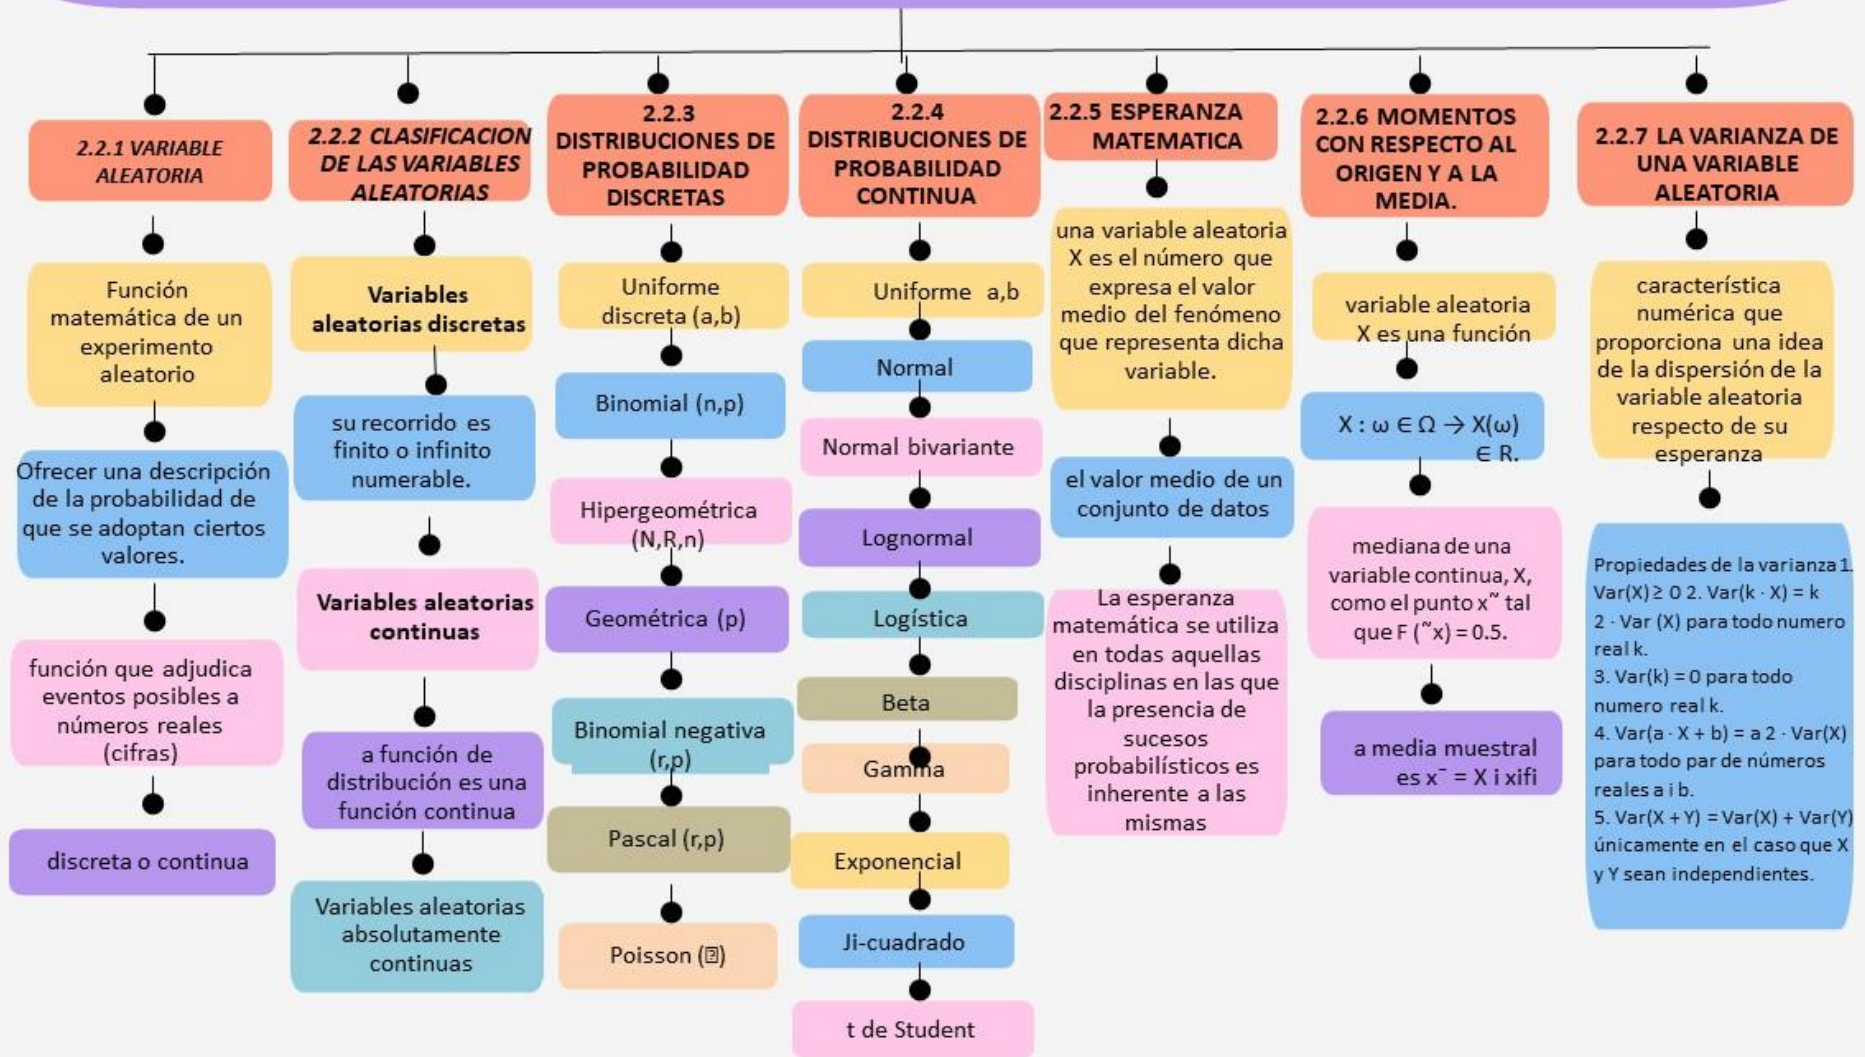 2.2.1 VARIABLE
ALEATORIA
Función
matemática de un
experimento
aleatorio
Ofrecer una descripción
de la probabilidad de
que se adoptan ciertos
valores.
función que adjudica
eventos posibles a
números reales
(cifras)
discreta o continua
2.2.2 CLASIFICACION
DE LAS VARIABLES
ALEATORIAS
Variables
aleatorias discretas
su recorrido es
finito o infinito
numerable.
Variables aleatorias
continuas
a función de
distribución es una
función continua
Variables aleatorias
absolutamente
continuas
2.2.3
DISTRIBUCIONES DE
PROBABILIDAD
DISCRETAS
Uniforme
discreta (a,b)
Binomial (n,p)
Hipergeométrica
(N,R,n)
Geométrica (p)
Binomial negativa
(r,p)
Pascal (r,p)
Poisson (⍰)
2.2.4
DISTRIBUCIONES DE
PROBABILIDAD
CONTINUA
Uniforme a,b
Normal
Normal bivariante
Lognormal
Logística
Beta
Gamma
Exponencial
Ji-cuadrado
t de Student
2.2.5 ESPERANZA
MATEMATICA
una variable aleatoria
X es el número que
expresa el valor
medio del fenómeno
que representa dicha
variable.
el valor medio de un
conjunto de datos
La esperanza
matemática se utiliza
en todas aquellas
disciplinas en las que
la presencia de
sucesos
probabilísticos es
inherente a las
mismas
2.2.6 MOMENTOS
CON RESPECTO AL
ORIGEN Y A LA
MEDIA.
variable aleatoria
X es una función
X : ω ∈ Ω → X(ω)
∈ R.
mediana de una
variable continua, X,
como el punto x˜ tal
que F (˜x) = 0.5.
a media muestral
es x¯ = X i xifi
2.2.7 LA VARIANZA DE
UNA VARIABLE
ALEATORIA
característica
numérica que
proporciona una idea
de la dispersión de la
variable aleatoria
respecto de su
esperanza
Propiedades de la varianza 1.
Var(X) ≥ 0 2. Var(k · X) = k
2 · Var (X) para todo numero
real k.
3. Var(k) = 0 para todo
numero real k.
4. Var(a · X + b) = a 2 · Var(X)
para todo par de números
reales a i b.
5. Var(X + Y) = Var(X) + Var(Y)
únicamente en el caso que X
y Y sean independientes.